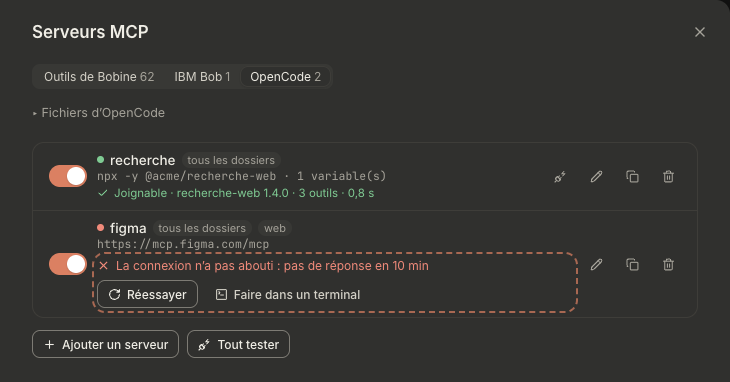 Serveurs MCP
Outils de Bobine 62 IBM Bob 1 OpenCode 2
Fichiers d’OpenCode
recherche tous les dossiers
npx -y @acme/recherche-web · 1 variable(s)
Joignable · recherche-web 1.4.0 · 3 outils · 0,8 s
figma tous les dossiers web
https://mcp.figma.com/mcp
La connexion n’a pas abouti : pas de réponse en 10 min
Réessayer Faire dans un terminal
Ajouter un serveur Tout tester